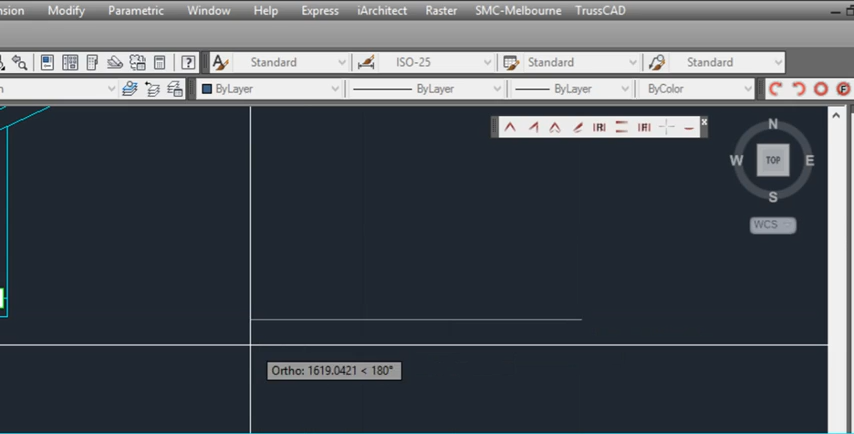 nsion Modify Parametric Window Help Express iArchitect Raster SMC-Melbourne TrussCAD
? A Standard ISO-25 Standard Standard
n ByLayer ByLayer ByLayer ByColor F
N
W TOP E
S
WCS
Ortho: 1619.0421 < 180°